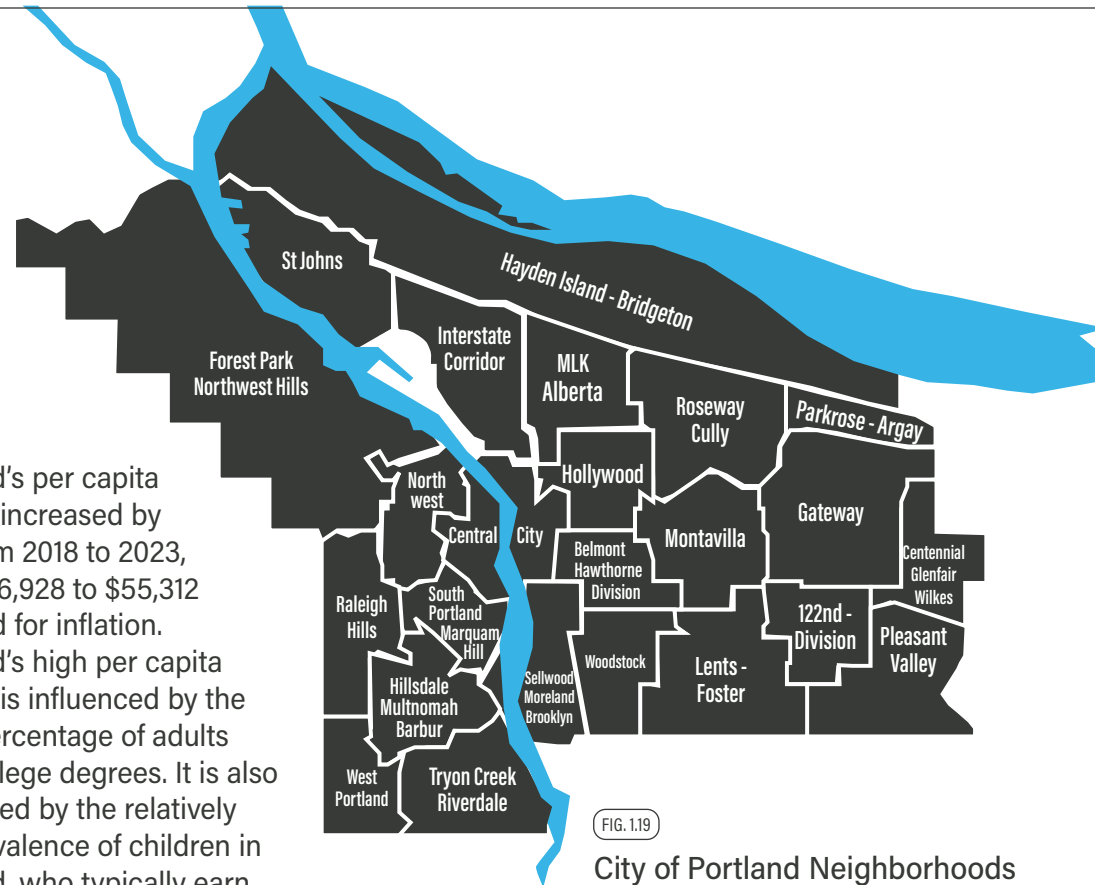 St Johns
Hayden Island - Bridgeton
Interstate
Corridor
Forest Park
Northwest Hills
MLK
Alberta
Roseway
Cully
Parkrose - Argay
North
west
Hollywood
Gateway
Central City
Montavilla
Belmont
Hawthorne
Division
Centennial
Glenfair
Wilkes
Raleigh
Hills
South
Portland
Marquam
Hill
122nd -
Division
Pleasant
Valley
Woodstock
Lents -
Foster
Sellwood
Moreland
Brooklyn
Hillsdale
Multnomah
Barbur
West
Portland
Tryon Creek
Riverdale
d's per capita
increased by
m 2018 to 2023,
6,928 to $55,312
d for inflation.
d's high per capita
is influenced by the
ercentage of adults
llege degrees. It is also
ed by the relatively
valence of children in
d, who typically earn
FIG. 1.19
City of Portland Neighborhoods